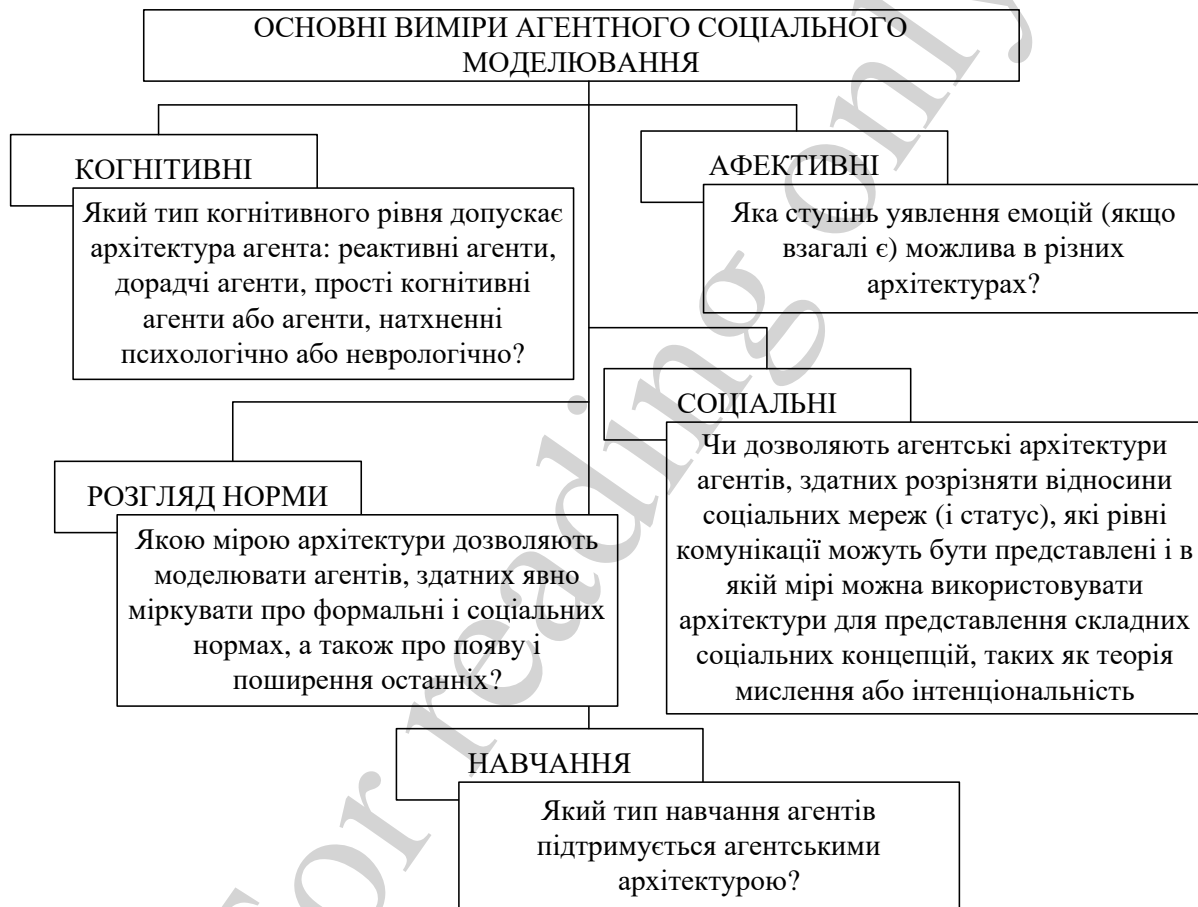 ОСНОВНІ ВИМІРИ АГЕНТНОГО СОЦІАЛЬНОГО
МОДЕЛЮВАННЯ
КОГНІТИВНІ
Який тип когнітивного рівня допускає
архітектура агента: реактивні агенти,
дорадчі агенти, прості когнітивні
агенти або агенти, натхненні
психологічно або неврологічно?
АФЕКТИВНІ
Яка ступінь уявлення емоцій (якщо
взагалі є) можлива в різних
архітектурах?
РОЗГЛЯД НОРМИ
Якою мірою архітектури дозволяють
моделювати агентів, здатних явно
міркувати про формальні і соціальних
нормах, а також про появу і
поширення останніх?
СОЦІАЛЬНІ
Чи дозволяють агентські архітектури
агентів, здатних розрізняти відносини
соціальних мереж (і статус), які рівні
комунікації можуть бути представлені і в
якій мірі можна використовувати
архітектури для представлення складних
соціальних концепцій, таких як теорія
мислення або інтенціональність
НАВЧАННЯ
Який тип навчання агентів
підтримується агентськими
архітектурою?
For reading only